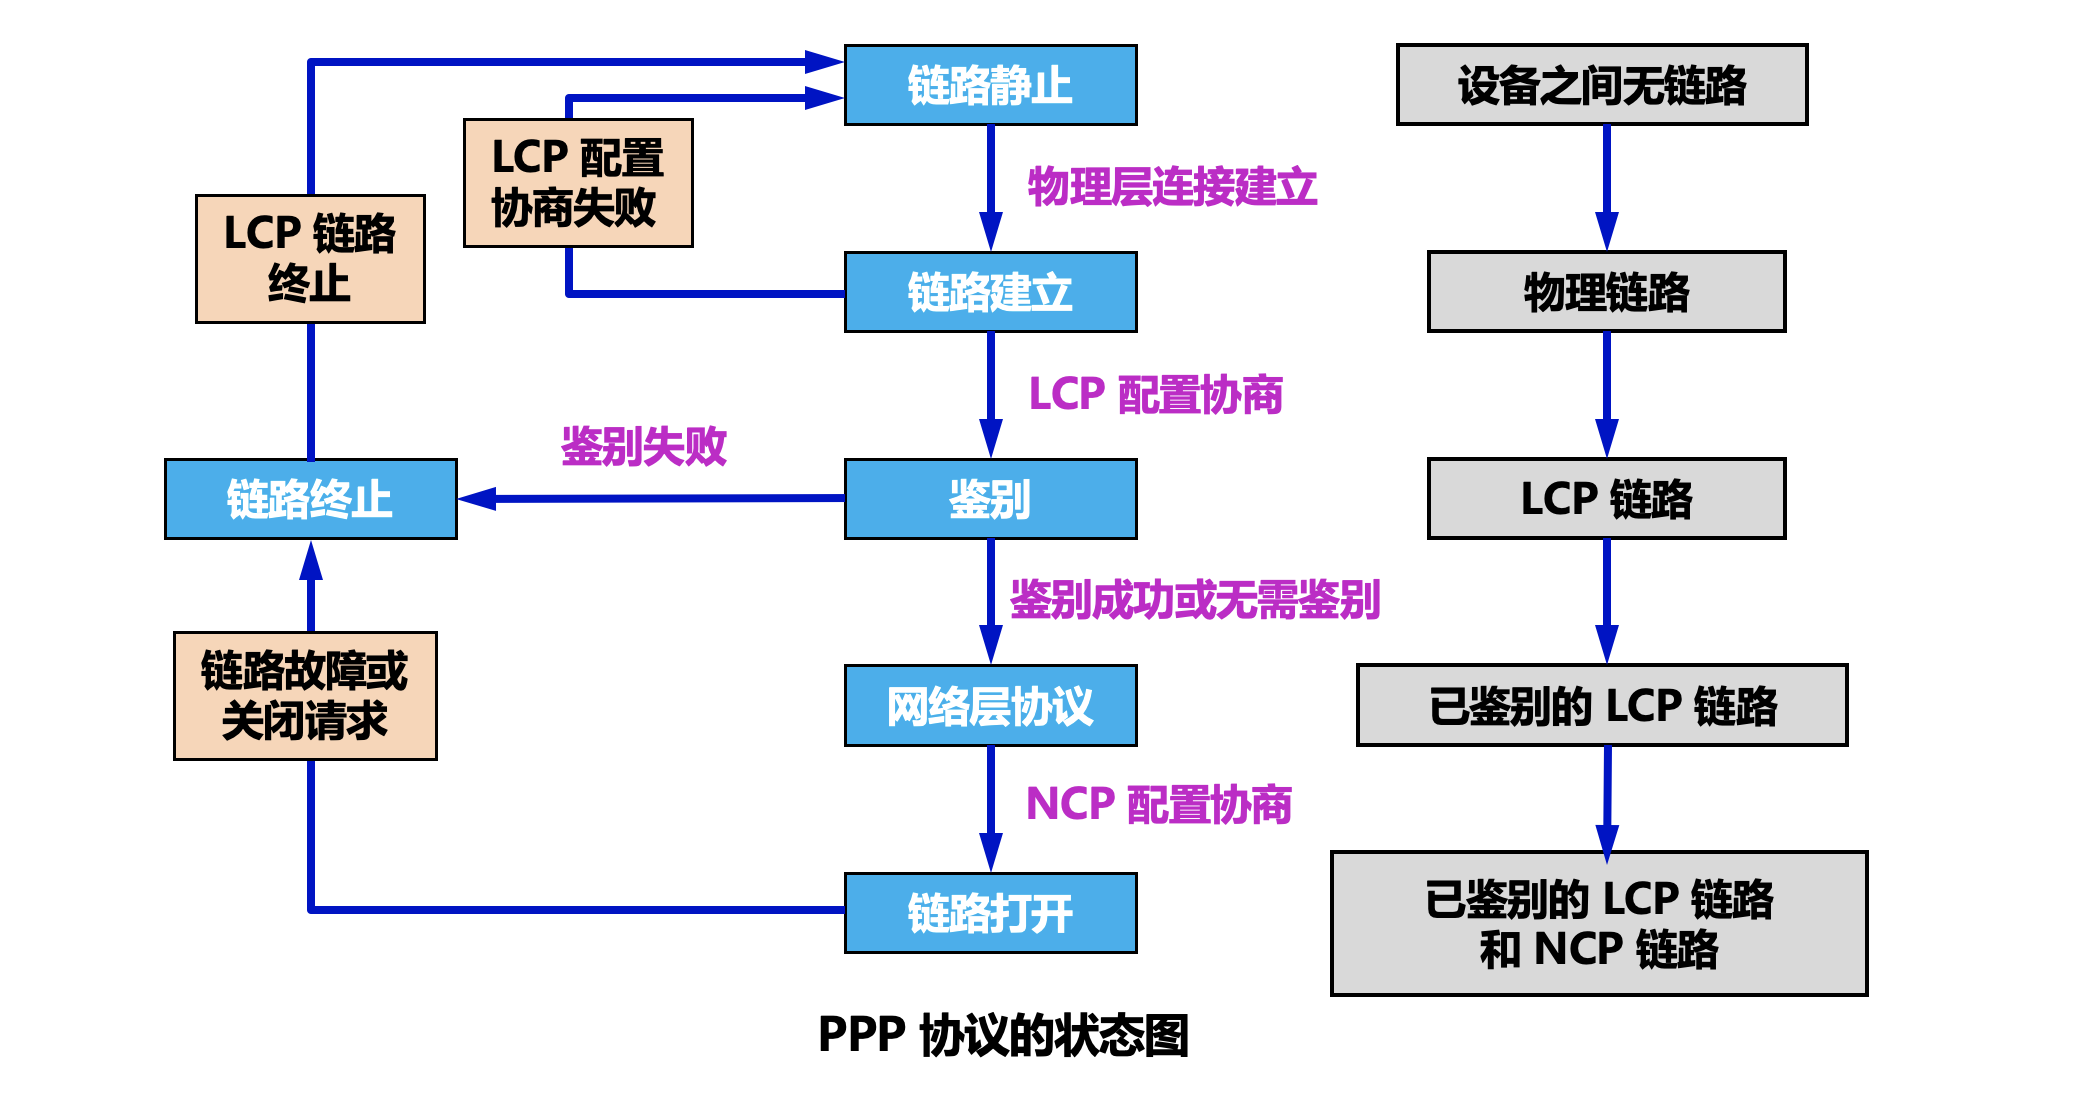 链路静止
设备之间无链路
LCP 配置
协商失败
物理层连接建立
LCP 链路
终止
链路建立
物理链路
LCP 配置协商
鉴别失败
链路终止
鉴别
LCP 链路
鉴别成功或无需鉴别
链路故障或
关闭请求
网络层协议
已鉴别的 LCP 链路
NCP 配置协商
链路打开
已鉴别的 LCP 链路
和 NCP 链路
PPP 协议的状态图